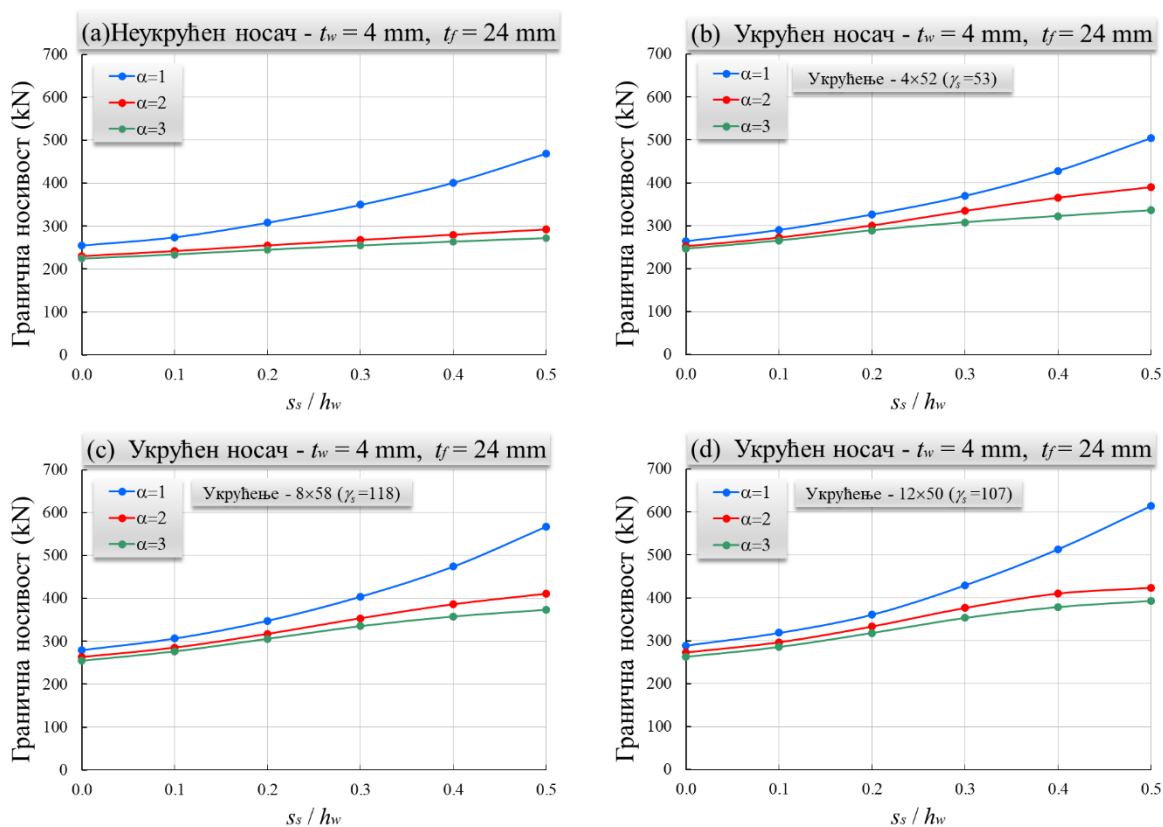 (a)Неукрућен носач - tw = 4 mm, tf = 24 mm
700
600
500
400
300
200
100
0
Гранична носивост (kN)
α=1
α=2
α=3
0.0 0.1 0.2 0.3 0.4 0.5
ss / hw
(b) Укрућен носач - tw = 4 mm, tf = 24 mm
700
600
500
400
300
200
100
0
Гранична носивост (kN)
α=1
α=2
α=3
Укрућење - 4×52 (γs=53)
0.0 0.1 0.2 0.3 0.4 0.5
ss / hw
(c) Укрућен носач - tw = 4 mm, tf = 24 mm
700
600
500
400
300
200
100
0
Гранична носивост (kN)
α=1
α=2
α=3
Укрућење - 8×58 (γs=118)
0.0 0.1 0.2 0.3 0.4 0.5
ss / hw
(d) Укрућен носач - tw = 4 mm, tf = 24 mm
700
600
500
400
300
200
100
0
Гранична носивост (kN)
α=1
α=2
α=3
Укрућење - 12×50 (γs=107)
0.0 0.1 0.2 0.3 0.4 0.5
ss / hw